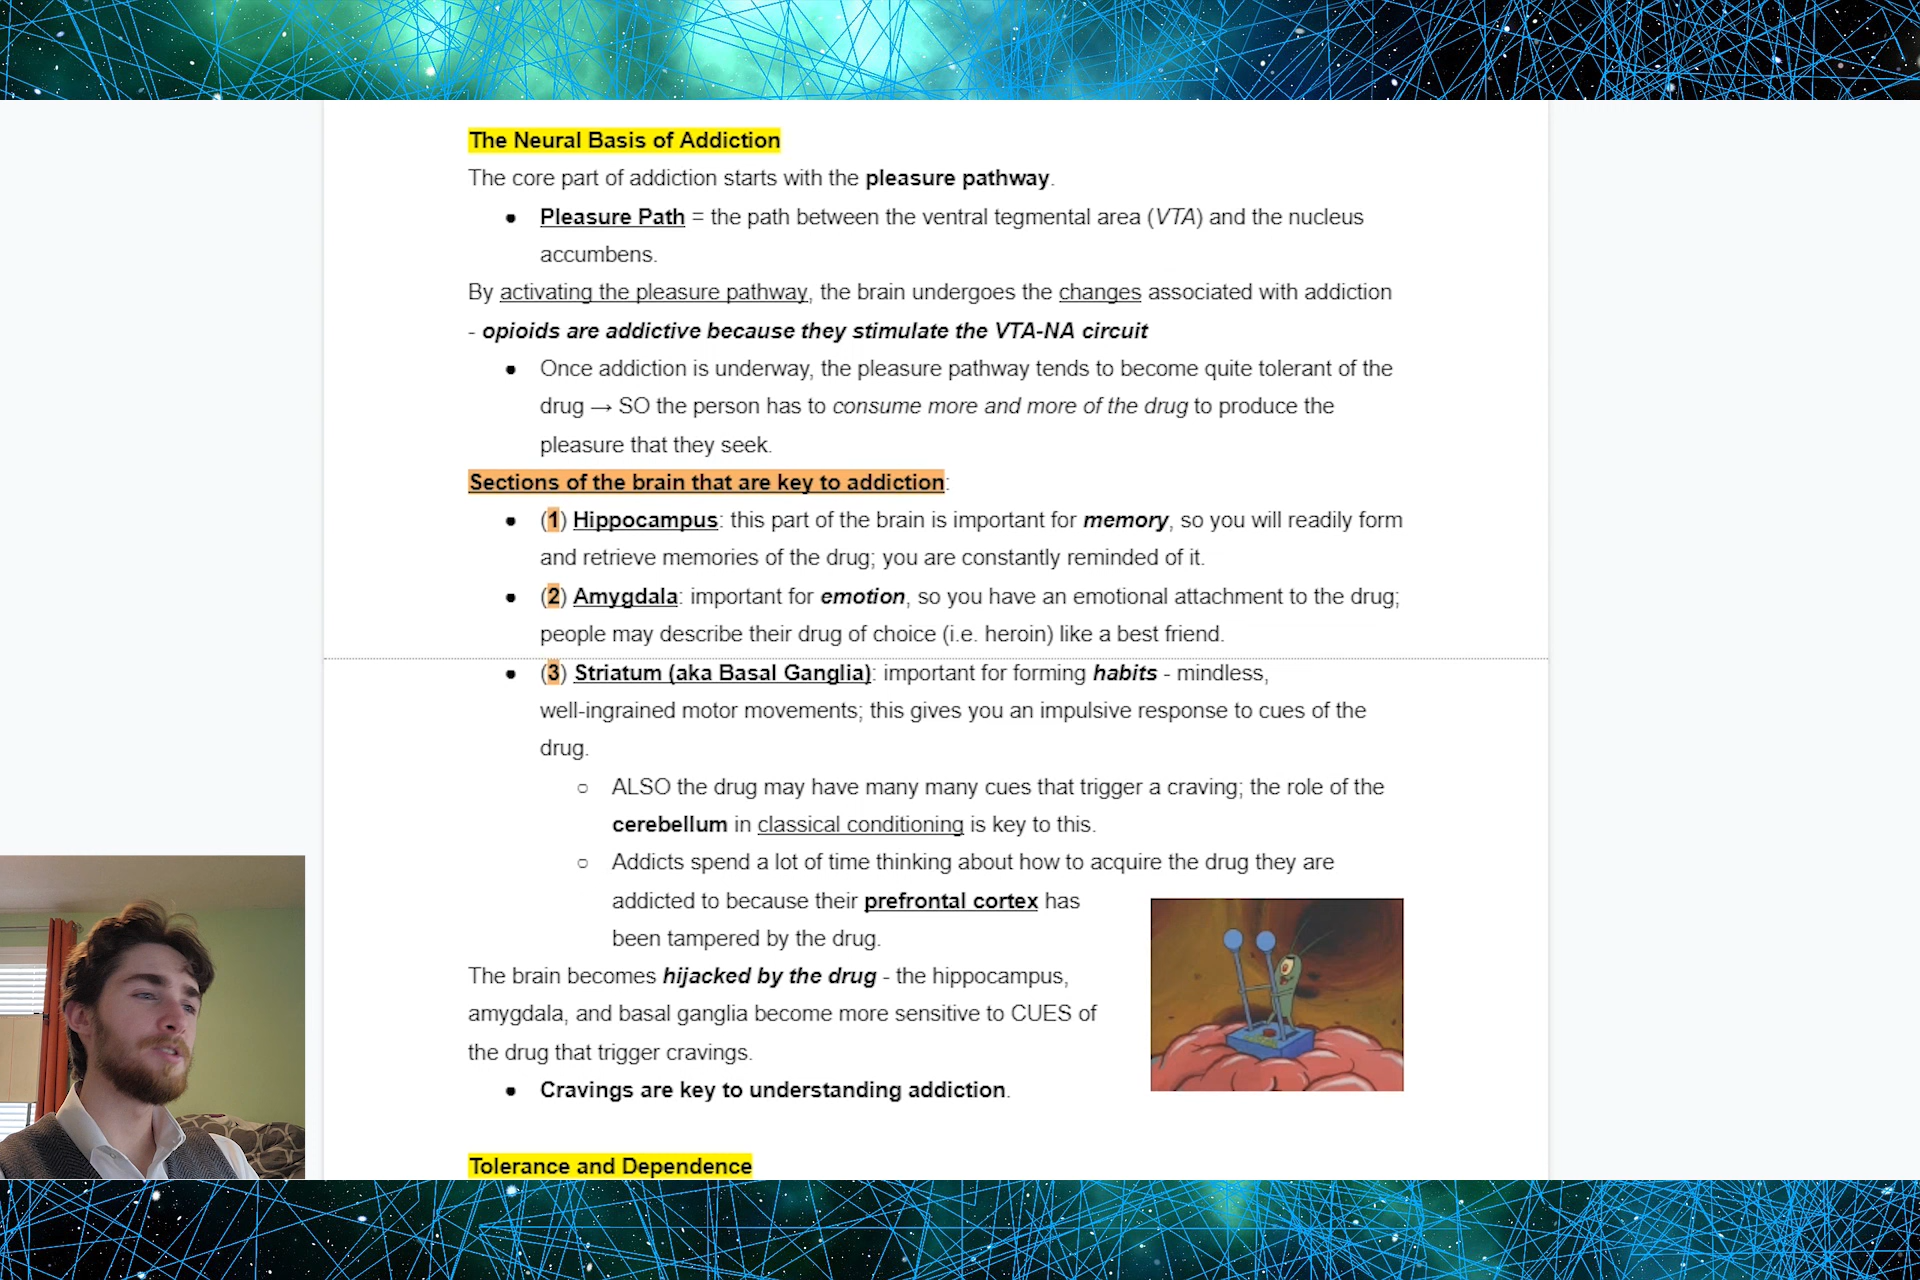 The Neural Basis of Addiction
The core part of addiction starts with the pleasure pathway.
● Pleasure Path = the path between the ventral tegmental area (VTA) and the nucleus
accumbens.
By activating the pleasure pathway, the brain undergoes the changes associated with addiction
- opioids are addictive because they stimulate the VTA-NA circuit
● Once addiction is underway, the pleasure pathway tends to become quite tolerant of the
drug → SO the person has to consume more and more of the drug to produce the
pleasure that they seek.
Sections of the brain that are key to addiction:
● (1) Hippocampus: this part of the brain is important for memory, so you will readily form
and retrieve memories of the drug; you are constantly reminded of it.
● (2) Amygdala: important for emotion, so you have an emotional attachment to the drug;
people may describe their drug of choice (i.e. heroin) like a best friend.
● (3) Striatum (aka Basal Ganglia): important for forming habits - mindless,
well-ingrained motor movements; this gives you an impulsive response to cues of the
drug.
○ ALSO the drug may have many many cues that trigger a craving; the role of the
cerebellum in classical conditioning is key to this.
○ Addicts spend a lot of time thinking about how to acquire the drug they are
addicted to because their prefrontal cortex has
been tampered by the drug.
The brain becomes hijacked by the drug - the hippocampus,
amygdala, and basal ganglia become more sensitive to CUES of
the drug that trigger cravings.
● Cravings are key to understanding addiction.
Tolerance and Dependence